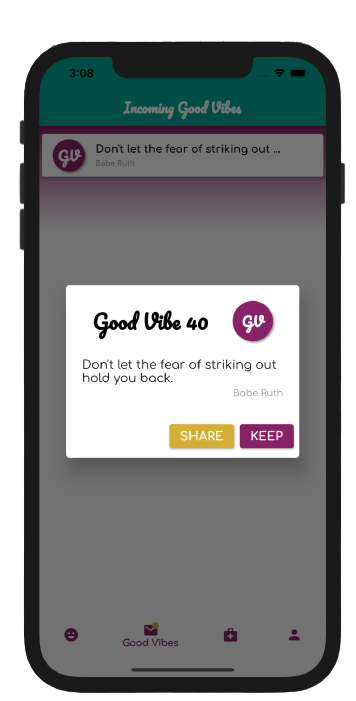 3:08
Incoming Good Vibes
GV
Don't let the fear of striking out ...
Babe Ruth
Good Vibe 40
GV
Don't let the fear of striking out
hold you back.
Babe Ruth
SHARE
KEEP
Good Vibes